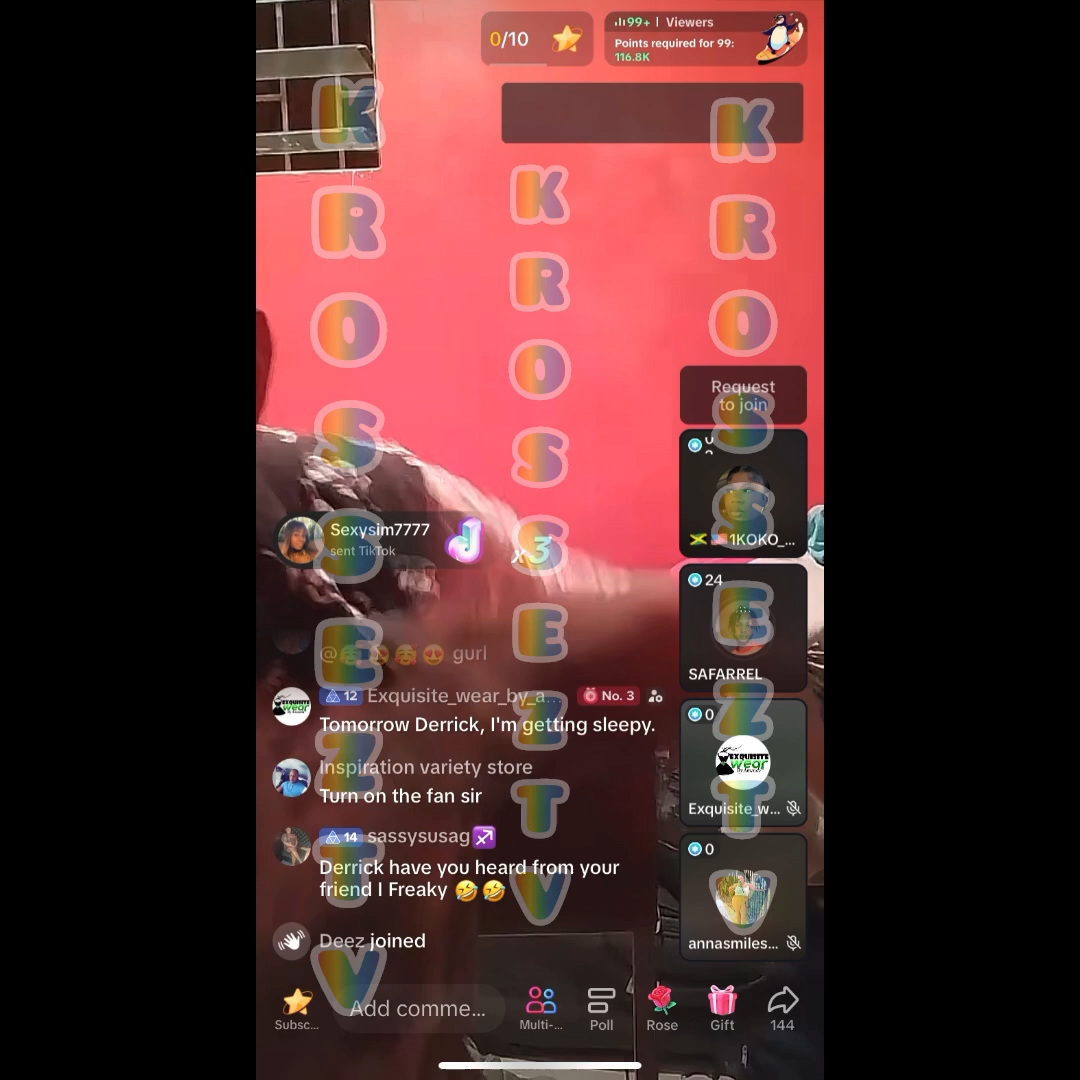 0/10
99+ | Viewers
Points required for 99:
116.8K
KROSSEZTV
KROSSEZTV
KROSSEZTV
Request
to join
1KOKO_...
Sexysim7777
sent TikTok
x3
24
SAFARREL
@🥰😘🥰😍 gurl
12 Exquisite_wear_by_a... No. 3
Tomorrow Derrick, I'm getting sleepy.
0
EXQUISITE
wear
Exquisite_w...
Inspiration variety store
Turn on the fan sir
14 sassysusag♐
Derrick have you heard from your
friend I Freaky 🤣🤣
0
annasmiles...
Deez joined
Subsc...
Add comme...
Multi-...
Poll
Rose
Gift
144